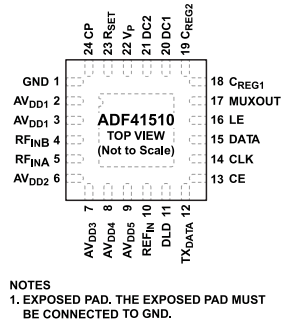 24 CP
23 RSET
22 VP
21 DC2
20 DC1
19 CREG2
GND 1
AVDD1 2
AVDD1 3
RFINB 4
RFINA 5
AVDD2 6
ADF41510
TOP VIEW
(Not to Scale)
18 CREG1
17 MUXOUT
16 LE
15 DATA
14 CLK
13 CE
AVDD3 7
AVDD4 8
AVDD5 9
REFIN 10
DLD 11
TXDATA 12
NOTES
1. EXPOSED PAD. THE EXPOSED PAD MUST
BE CONNECTED TO GND.